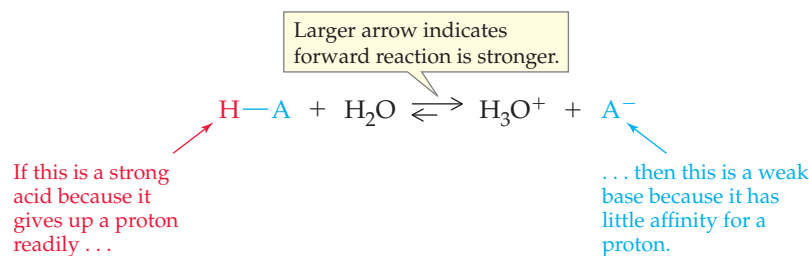 Larger arrow indicates
forward reaction is stronger.
H—A + H₂O ⇌ H₃O⁺ + A⁻
If this is a strong
acid because it
gives up a proton
readily . . .
. . . then this is a weak
base because it has
little affinity for a
proton.